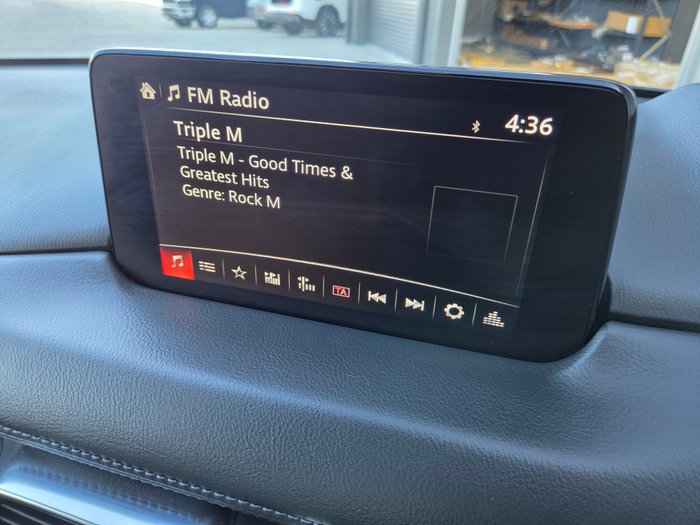 FM Radio
4:36
Triple M
Triple M - Good Times &
Greatest Hits
Genre: Rock M
TA